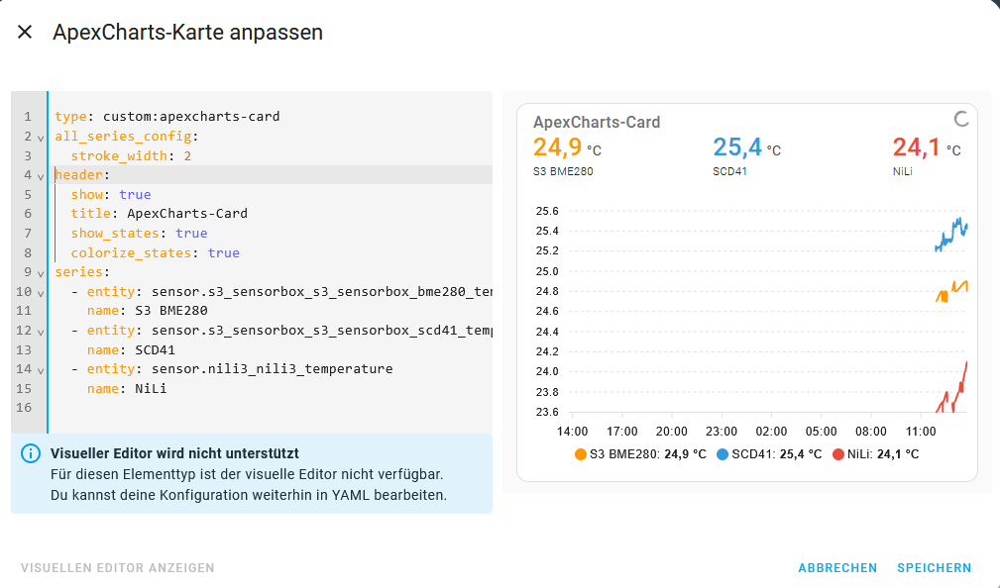 ApexCharts-Karte anpassen
1 type: custom:apexcharts-card
2 all_series_config:
3 stroke_width: 2
4 header:
5 show: true
6 title: ApexCharts-Card
7 show_states: true
8 colorize_states: true
9 series:
10 - entity: sensor.s3_sensorbox_s3_sensorbox_bme280_ten
11 name: S3 BME280
12 - entity: sensor.s3_sensorbox_s3_sensorbox_scd41_temp
13 name: SCD41
14 - entity: sensor.nili3_nili3_temperature
15 name: NiLi
16
Visueller Editor wird nicht unterstützt
Für diesen Elementtyp ist der visuelle Editor nicht verfügbar.
Du kannst deine Konfiguration weiterhin in YAML bearbeiten.
ApexCharts-Card
24,9 °C 25,4 °C 24,1 °C
S3 BME280 SCD41 NiLi
25.6
25.4
25.2
25.0
24.8
24.6
24.4
24.2
24.0
23.8
23.6
14:00 17:00 20:00 23:00 02:00 05:00 08:00 11:00
S3 BME280: 24,9 °C SCD41: 25,4 °C NiLi: 24,1 °C
VISUELLEN EDITOR ANZEIGEN
ABBRECHEN SPEICHERN